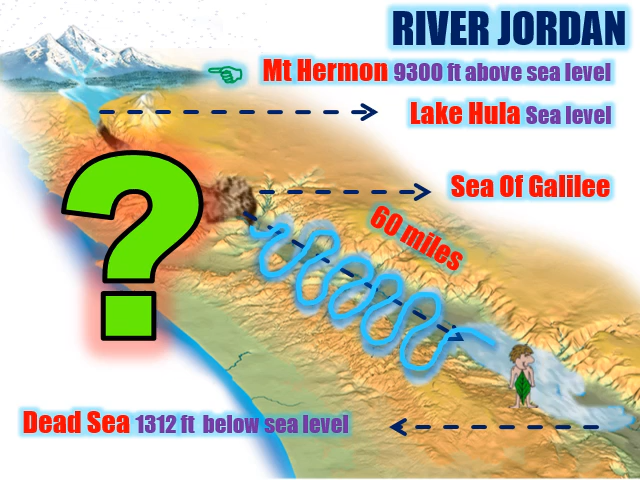 RIVER JORDAN
Mt Hermon 9300 ft above sea level
Lake Hula Sea level
Sea Of Galilee
60 miles
?
Dead Sea 1312 ft below sea level